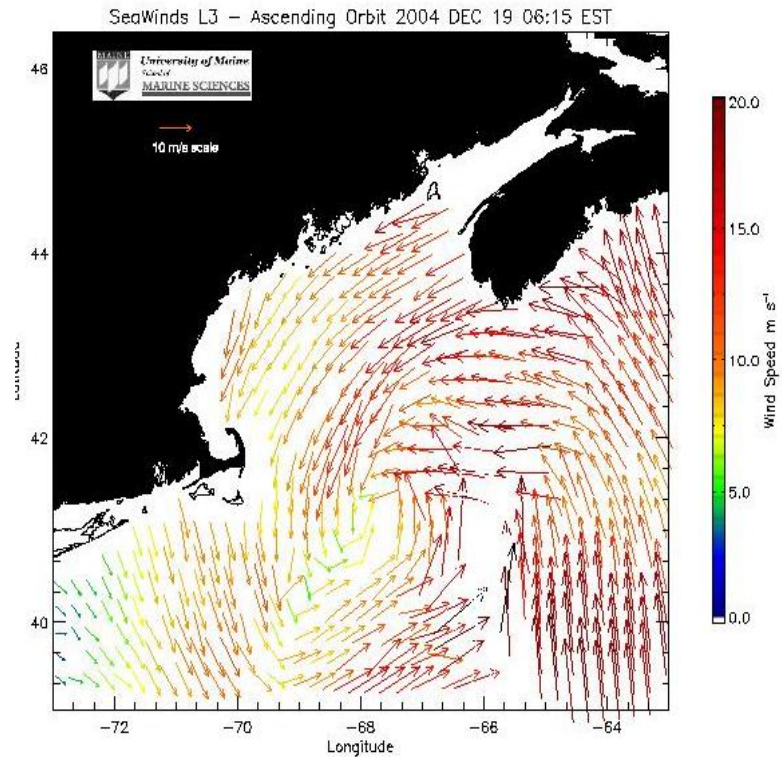 SeaWinds L3 – Ascending Orbit 2004 DEC 19 06:15 EST
University of Maine
School of
MARINE SCIENCES
MAINE
10 m/s scale
46
44
42
40
−72
−70
−68
−66
−64
Longitude
20.0
15.0
10.0
5.0
0.0
Wind Speed m s⁻¹